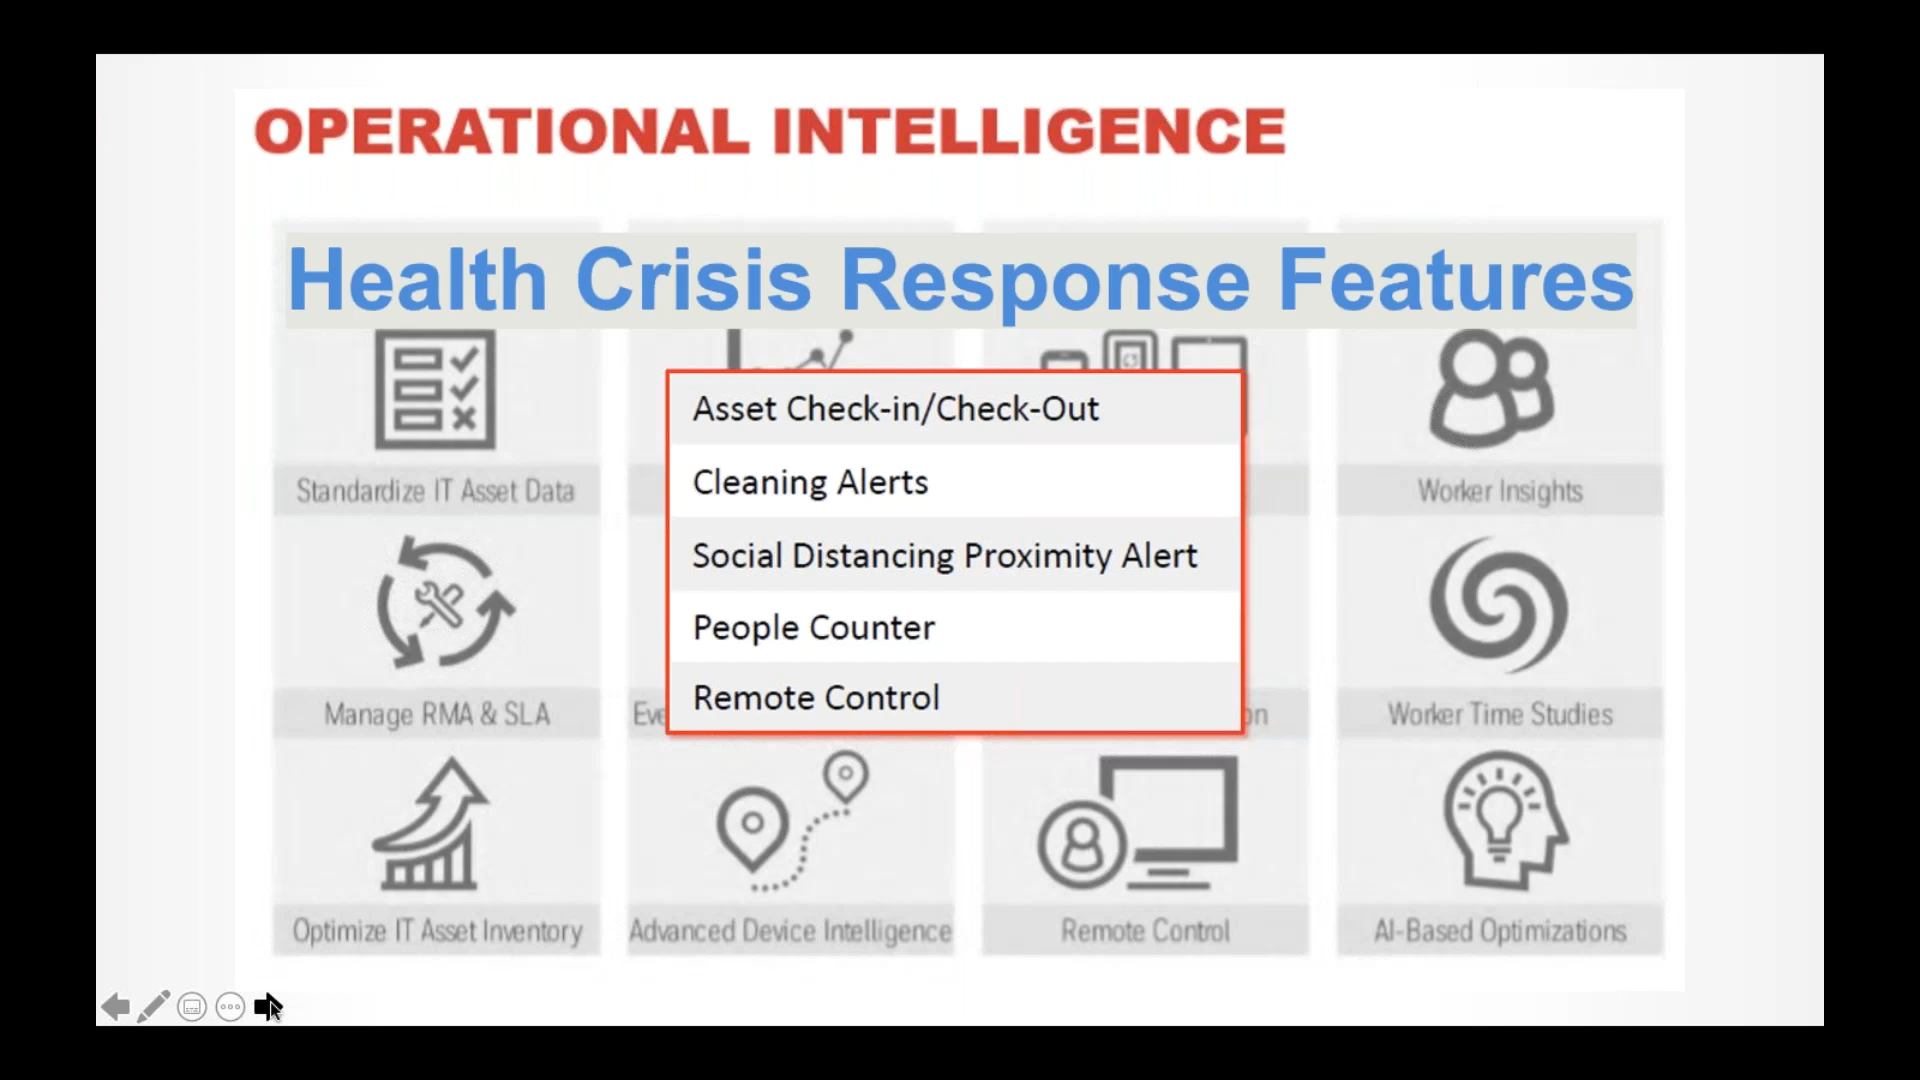 OPERATIONAL INTELLIGENCE
Health Crisis Response Features
Asset Check-in/Check-Out
Cleaning Alerts
Social Distancing Proximity Alert
People Counter
Remote Control
Standardize IT Asset Data
Worker Insights
Manage RMA & SLA
Worker Time Studies
Optimize IT Asset Inventory
Advanced Device Intelligence
Remote Control
AI-Based Optimizations